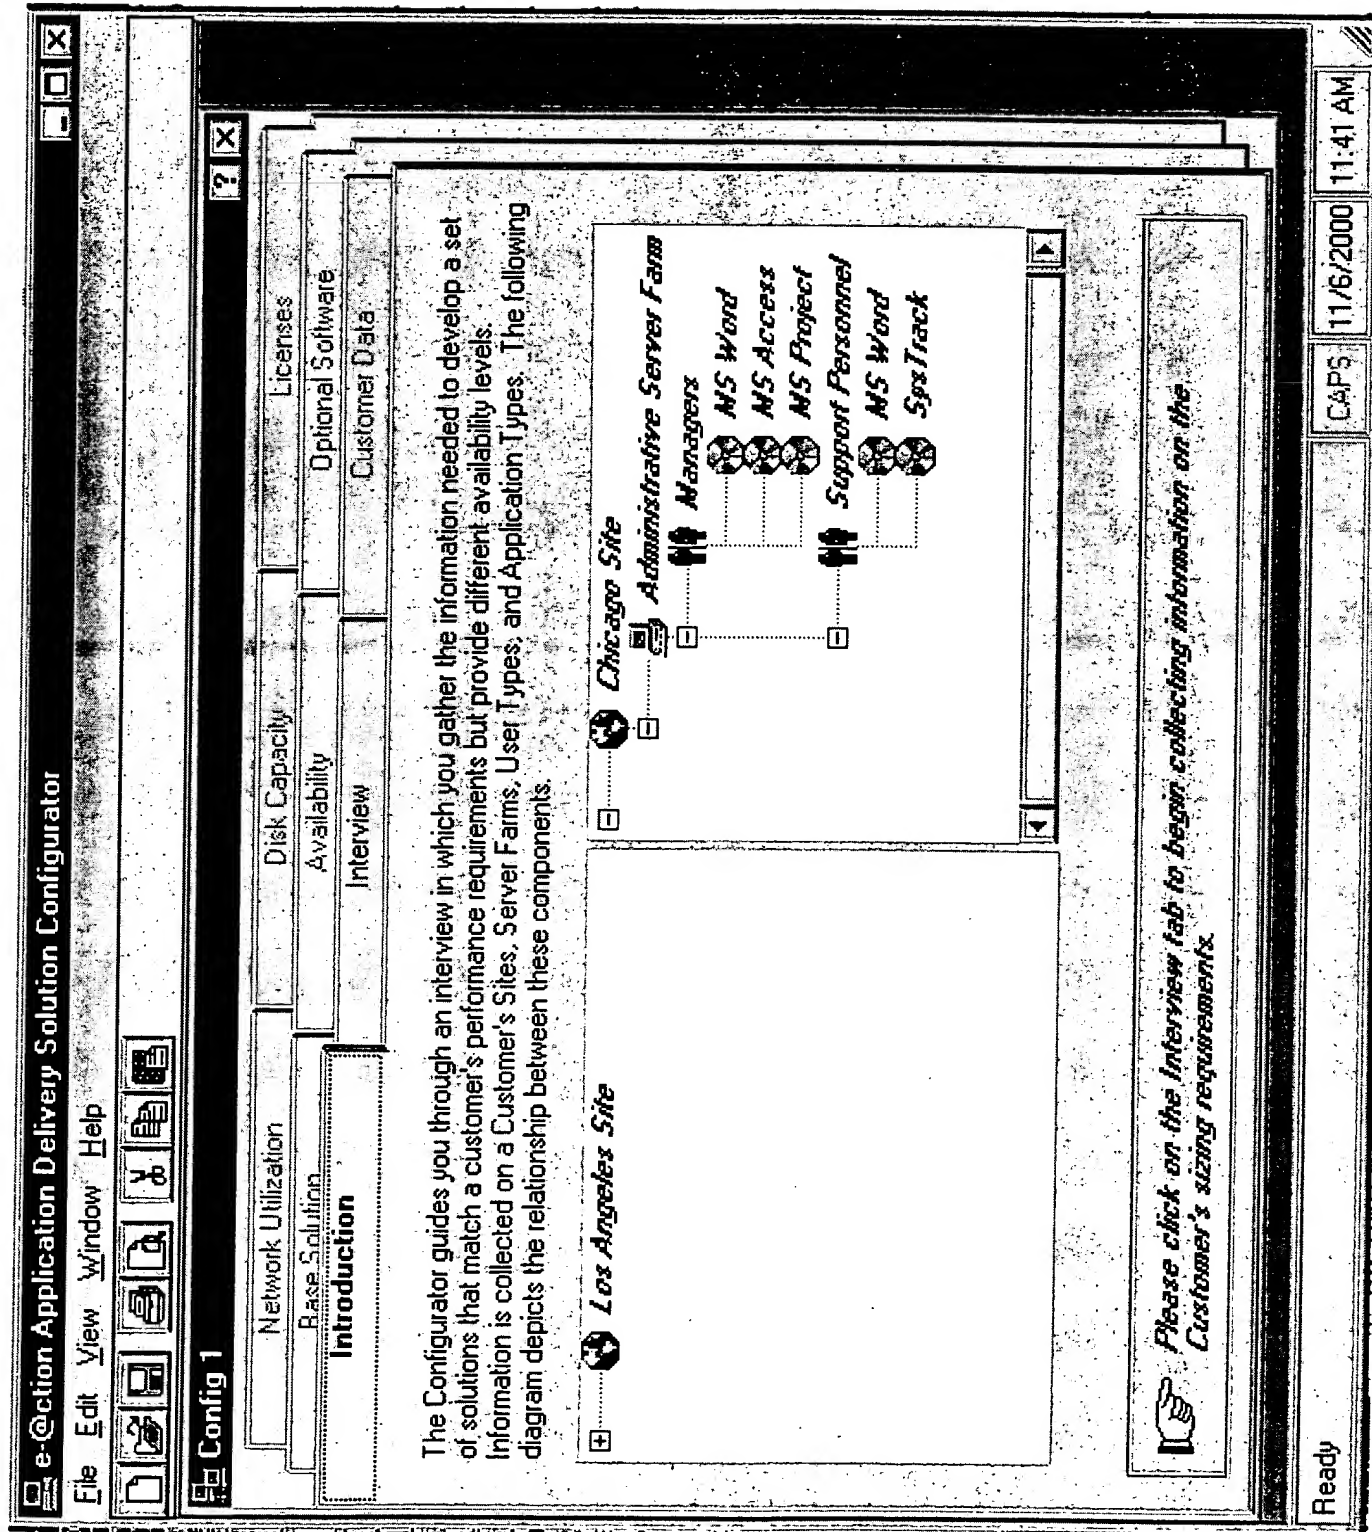 e-@ction Application Delivery Solution Configurator
File Edit View Window Help
Config 1
Network Utilization Disk Capacity Licenses
Base Solution Availability Optional Software
Introduction Interview Customer Data
The Configurator guides you through an interview in which you gather the information needed to develop a set
of solutions that match a customer's performance requirements but provide different availability levels.
Information is collected on a Customer's Sites, Server Farms, User Types, and Application Types. The following
diagram depicts the relationship between these components.
Los Angeles Site
Chicago Site
Administrative Server Farm
Managers
MS Word
MS Access
MS Project
Support Personnel
MS Word
SysTrack
Please click on the Interview tab to begin collecting information on the
Customer's sizing requirements.
Ready CAPS 11/6/2000 11:41 AM